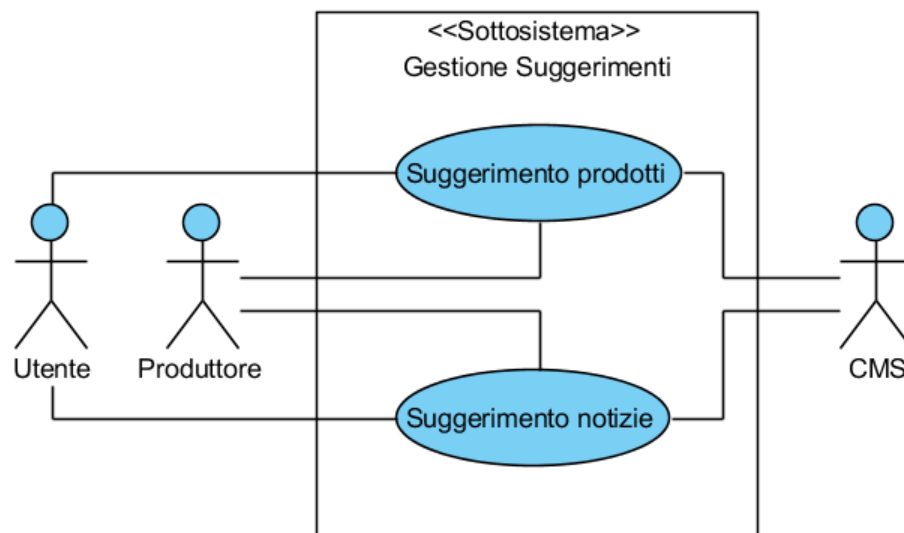 <<Sottosistema>>
Gestione Suggerimenti
Suggerimento prodotti
Utente
Produttore
CMS
Suggerimento notizie